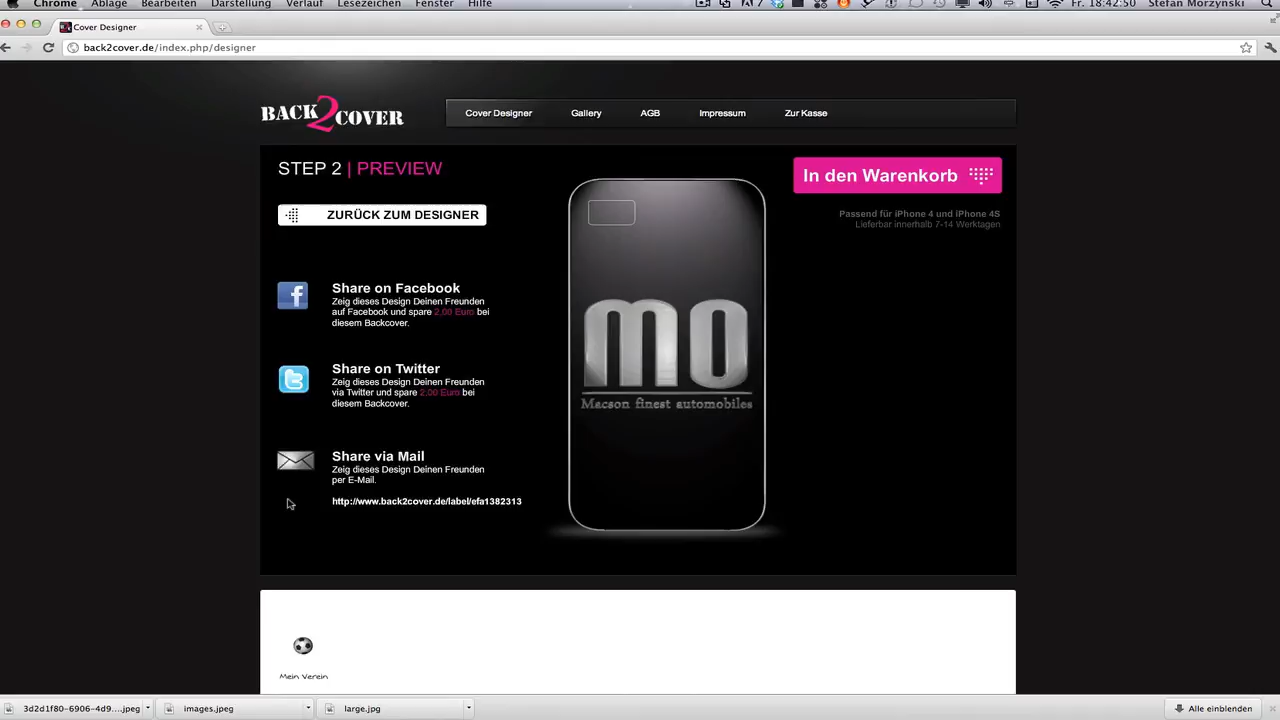 Chrome Ablage Bearbeiten Darstellung Verlauf Lesezeichen Fenster Hilfe
7 Fr. 18:42:50 Stefan Morzynski
Cover Designer
back2cover.de/index.php/designer
BACK 2 COVER
Cover Designer Gallery AGB Impressum Zur Kasse
STEP 2 | PREVIEW
In den Warenkorb
ZURÜCK ZUM DESIGNER
Passend für iPhone 4 und iPhone 4S
Lieferbar innerhalb 7-14 Werktagen
Share on Facebook
Zeig dieses Design Deinen Freunden
auf Facebook und spare 2,00 Euro bei
diesem Backcover.
mo
Macson finest automobiles
Share on Twitter
Zeig dieses Design Deinen Freunden
via Twitter und spare 2,00 Euro bei
diesem Backcover.
Share via Mail
Zeig dieses Design Deinen Freunden
per E-Mail.
http://www.back2cover.de/label/efa1382313
Mein Verein
3d2d1f80-6906-4d9....jpeg images.jpeg large.jpg Alle einblenden